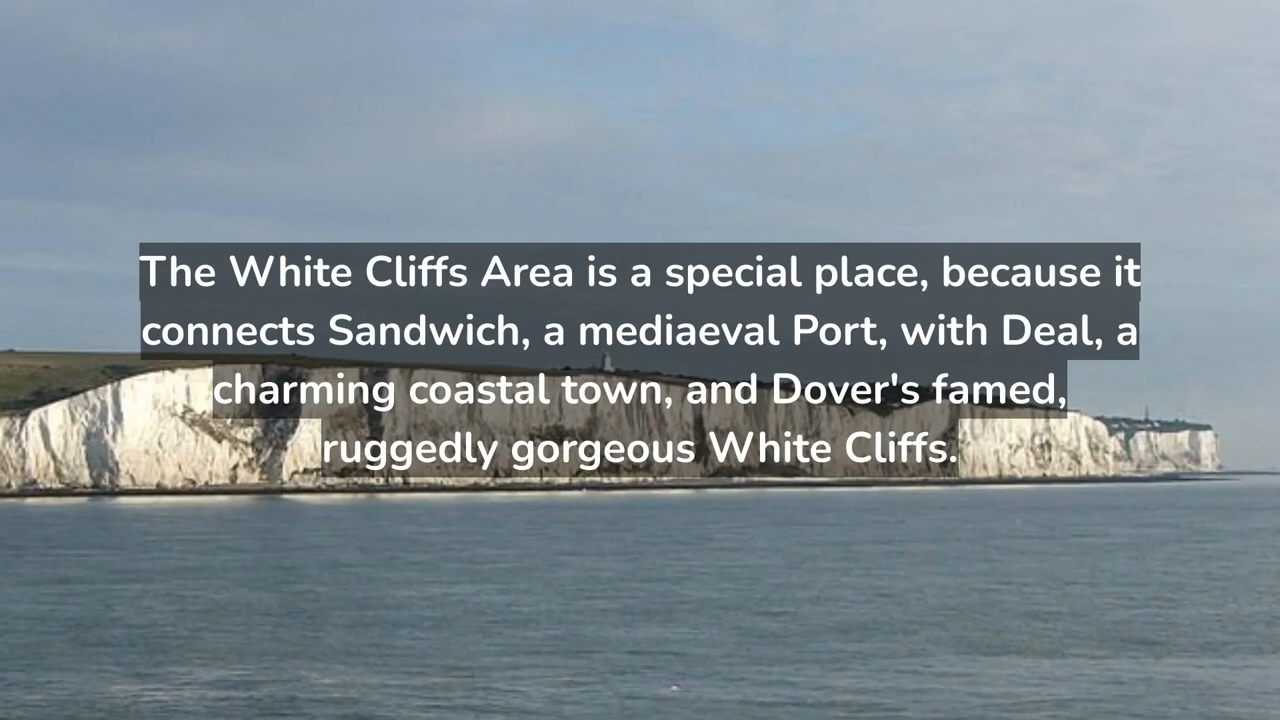 The White Cliffs Area is a special place, because it
connects Sandwich, a mediaeval Port, with Deal, a
charming coastal town, and Dover's famed,
ruggedly gorgeous White Cliffs.